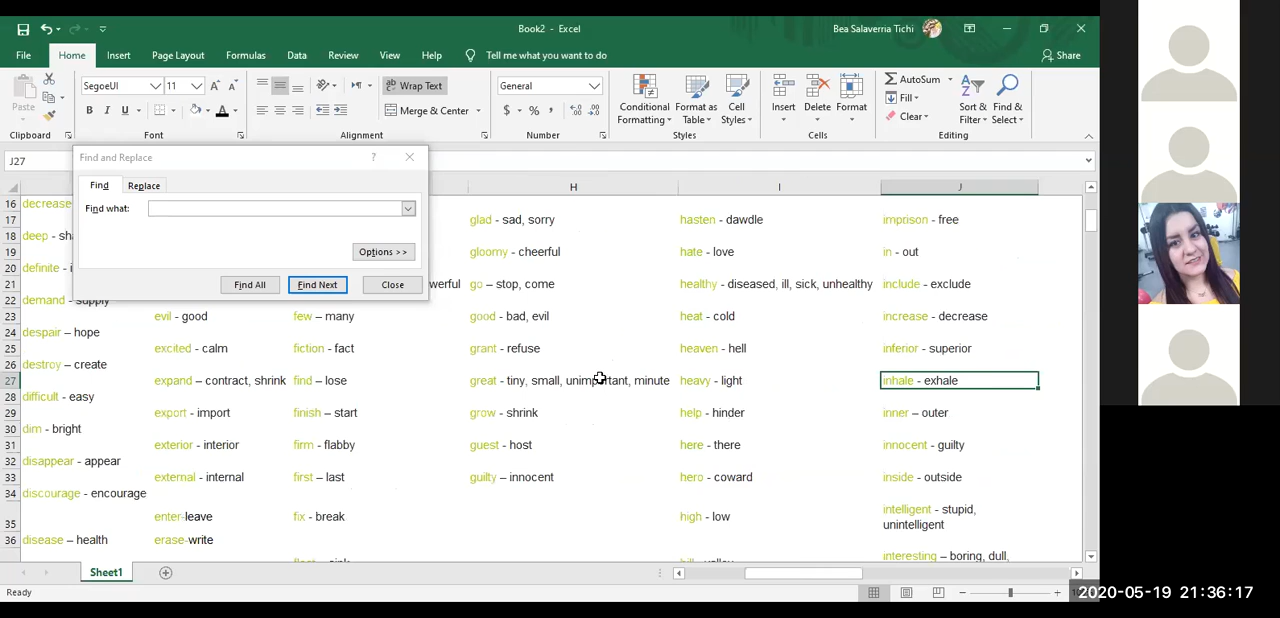 Book2 - Excel
Bea Salaverria Tichi
File Home Insert Page Layout Formulas Data Review View Help Tell me what you want to do Share
Paste
SegoeUI 11
Wrap Text
General
AutoSum
Fill
Clear
B I U
Merge & Center
$ % ,
Conditional Formatting
Format as Table
Cell Styles
Insert Delete Format
Sort & Filter
Find & Select
Clipboard Font Alignment Number Styles Cells Editing
J27
Find and Replace ? ×
Find Replace
Find what:
Options >>
Find All Find Next Close
H I J
16 decrease
17 glad - sad, sorry hasten - dawdle imprison - free
18 deep - sha
19 gloomy - cheerful hate - love in - out
20 definite - i
21 werful go – stop, come healthy - diseased, ill, sick, unhealthy include - exclude
22 demand - supply
23 evil - good few – many good - bad, evil heat - cold increase - decrease
24 despair – hope
25 excited - calm fiction - fact grant - refuse heaven - hell inferior - superior
26 destroy – create
27 expand – contract, shrink find – lose great - tiny, small, unimportant, minute heavy - light inhale - exhale
28 difficult - easy
29 export - import finish – start grow - shrink help - hinder inner – outer
30 dim - bright
31 exterior - interior firm - flabby guest - host here - there innocent - guilty
32 disappear - appear
33 external - internal first – last guilty – innocent hero - coward inside - outside
34 discourage - encourage
35 enter-leave fix - break high - low intelligent - stupid,
unintelligent
36 disease – health erase-write interesting – boring, dull,
Sheet1
Ready
2020-05-19 21:36:17